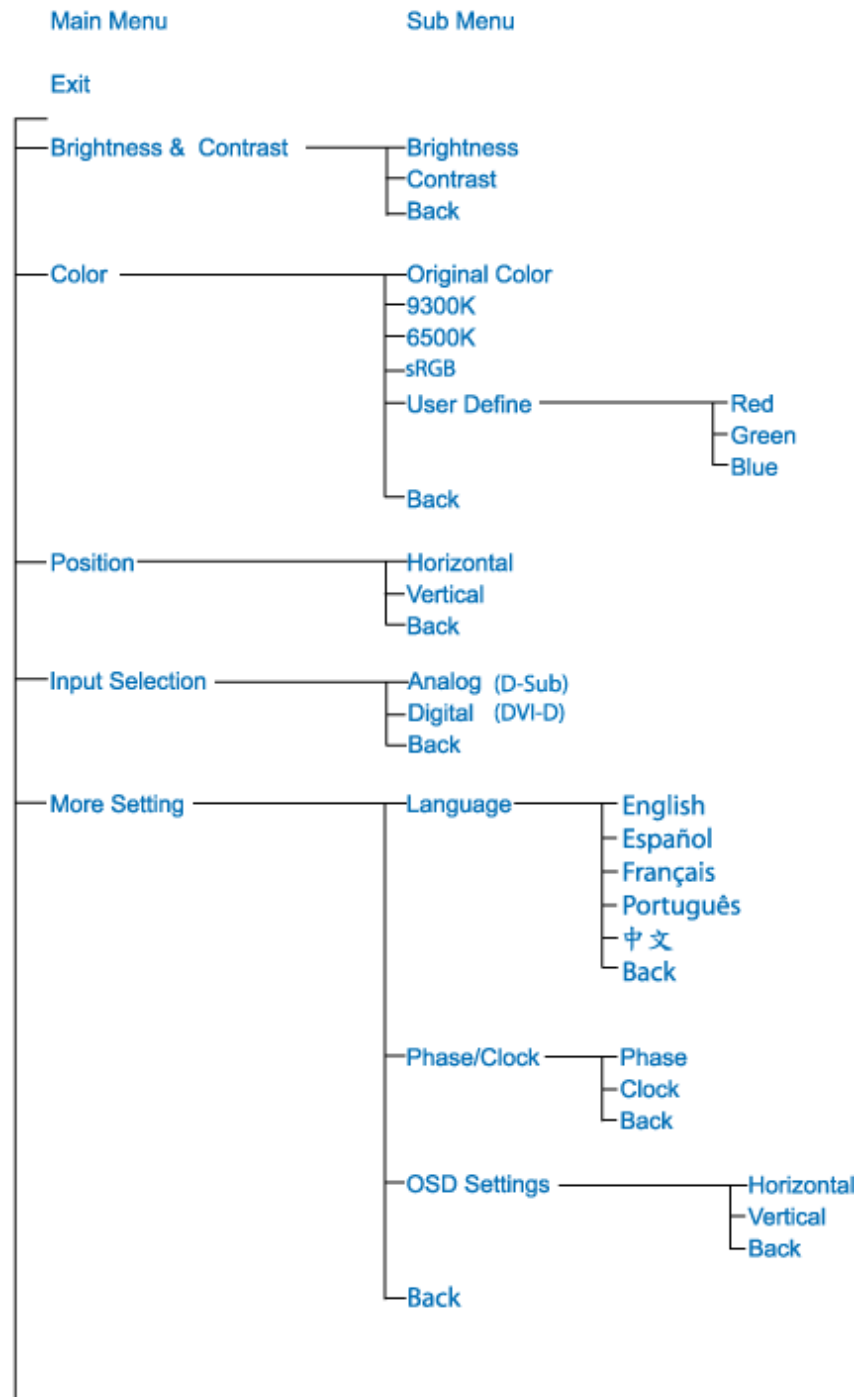 Main Menu Sub Menu
Exit
Brightness & Contrast Brightness
Contrast
Back
Color Original Color
9300K
6500K
sRGB
User Define Red
Green
Blue
Back
Position Horizontal
Vertical
Back
Input Selection Analog (D-Sub)
Digital (DVI-D)
Back
More Setting Language English
Español
Français
Português
中文
Back
Phase/Clock Phase
Clock
Back
OSD Settings Horizontal
Vertical
Back
Back